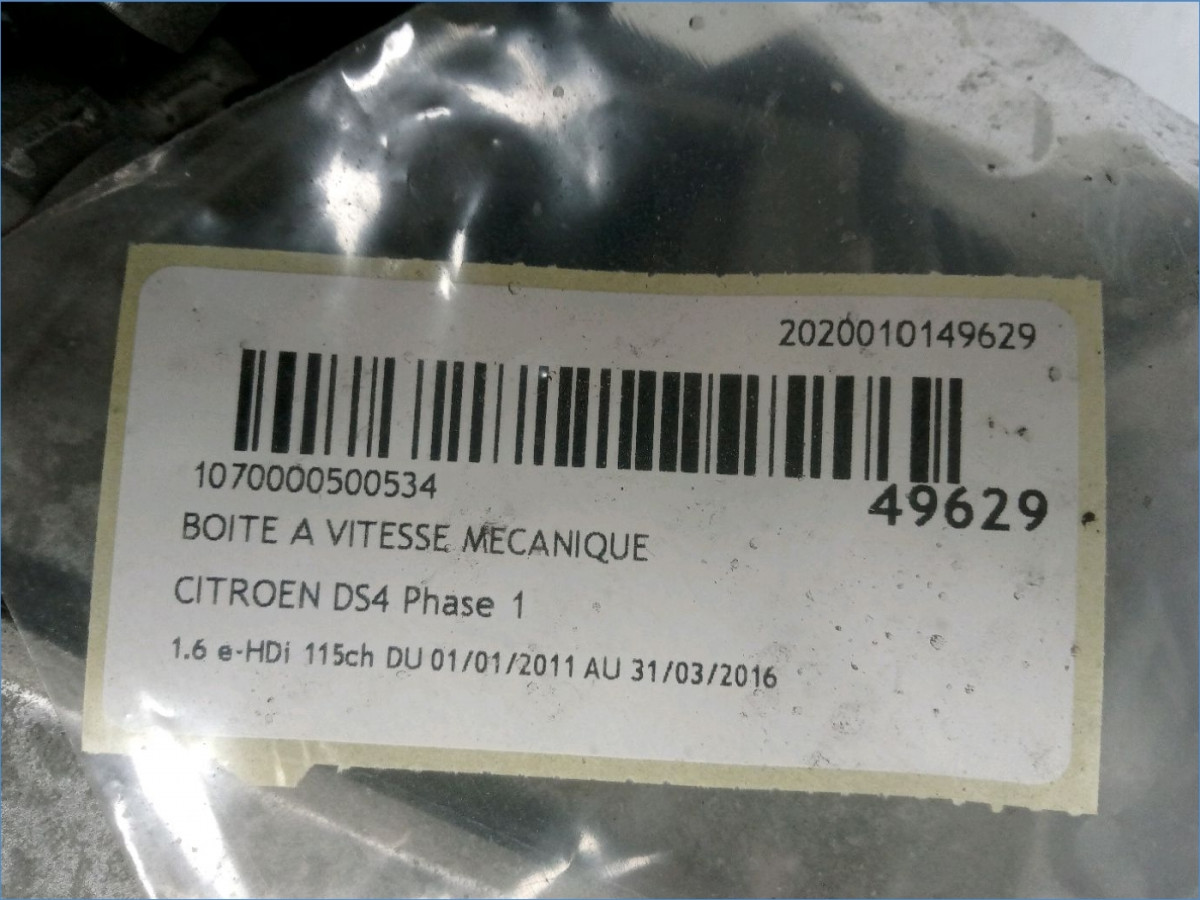 2020010149629
1070000500534
49629
BOITE A VITESSE MECANIQUE
CITROEN DS4 Phase 1
1.6 e-HDi 115ch DU 01/01/2011 AU 31/03/2016